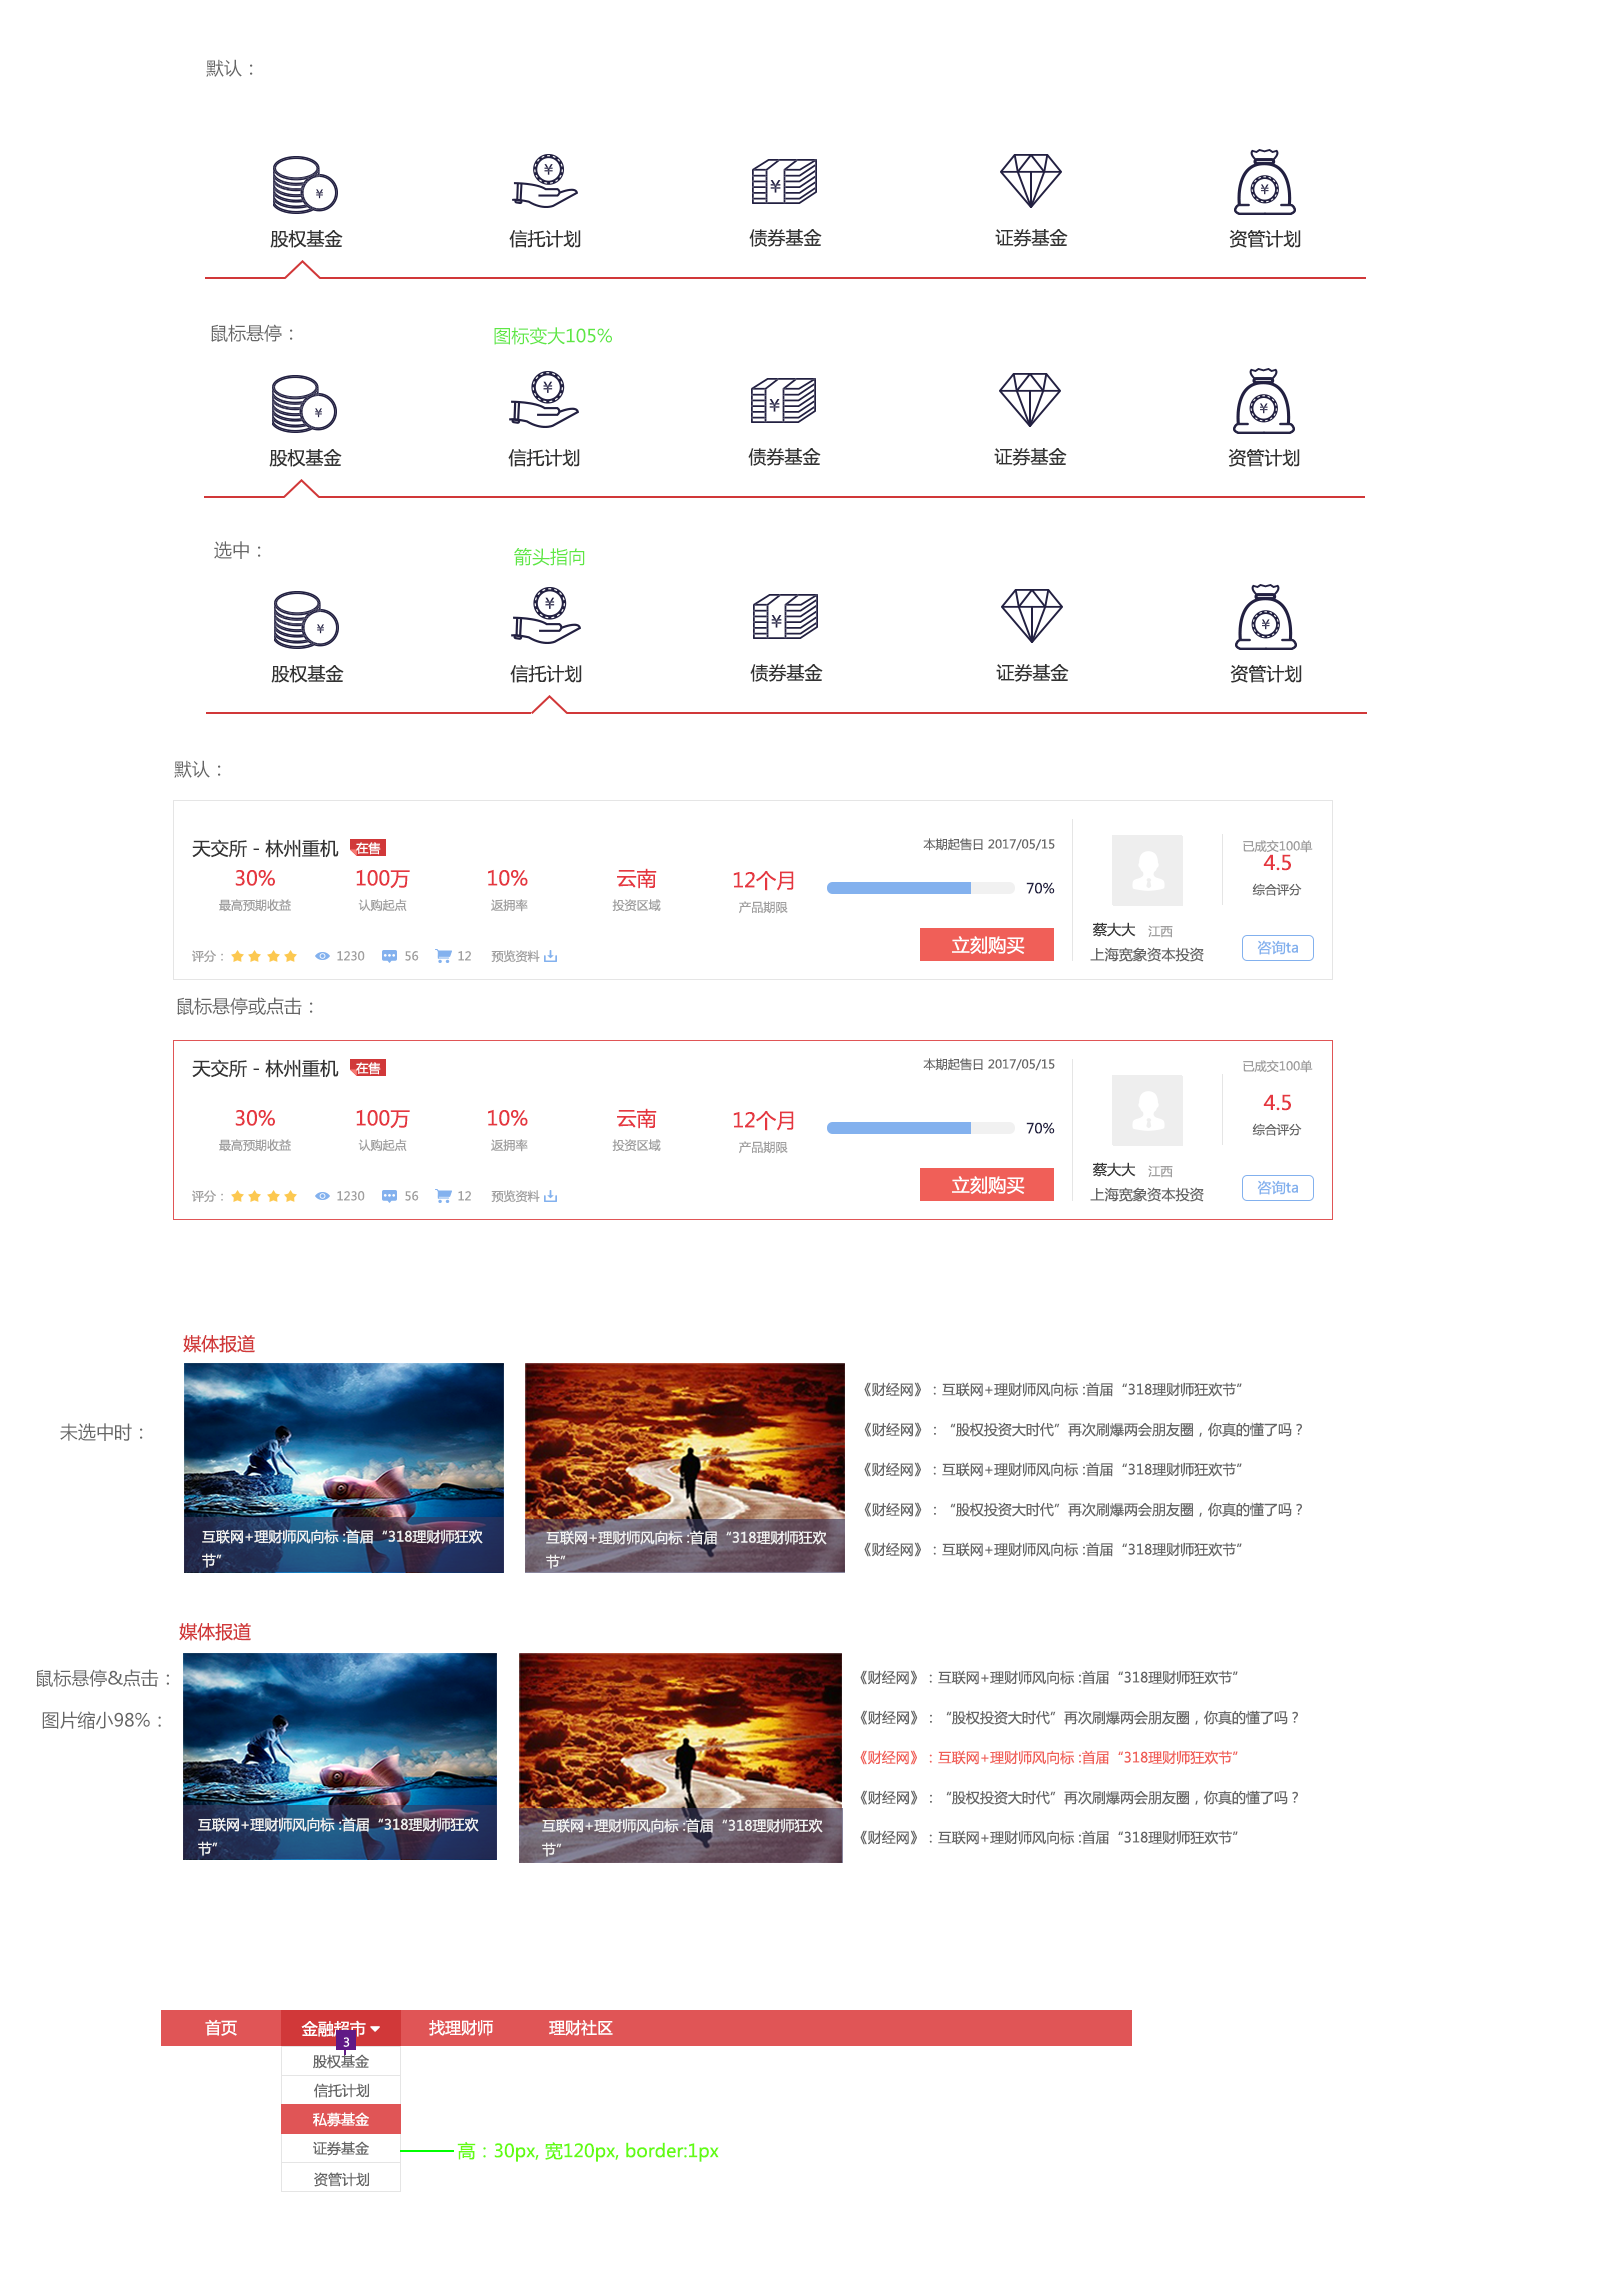 默认：
¥
¥
¥
¥
股权基金 信托计划 债券基金 证券基金 资管计划
鼠标悬停： 图标变大105%
¥
¥
¥
¥
股权基金 信托计划 债券基金 证券基金 资管计划
选中： 箭头指向
¥
¥
¥
¥
股权基金 信托计划 债券基金 证券基金 资管计划
默认：
天交所 - 林州重机 在售 本期起售日 2017/05/15 已成交100单
30% 100万 10% 云南 12个月 70% 4.5
最高预期收益 认购起点 返拥率 投资区域 产品期限 综合评分
蔡大大 江西
立刻购买 咨询ta
评分： 1230 56 12 预览资料 上海宽象资本投资
鼠标悬停或点击：
天交所 - 林州重机 在售 本期起售日 2017/05/15 已成交100单
30% 100万 10% 云南 12个月 70% 4.5
最高预期收益 认购起点 返拥率 投资区域 产品期限 综合评分
蔡大大 江西
立刻购买 咨询ta
评分： 1230 56 12 预览资料 上海宽象资本投资
媒体报道
未选中时：
互联网+理财师风向标 :首届“318理财师狂欢
节”
互联网+理财师风向标 :首届“318理财师狂欢
节”
《财经网》：互联网+理财师风向标 :首届“318理财师狂欢节”
《财经网》：“股权投资大时代”再次刷爆两会朋友圈，你真的懂了吗？
《财经网》：互联网+理财师风向标 :首届“318理财师狂欢节”
《财经网》：“股权投资大时代”再次刷爆两会朋友圈，你真的懂了吗？
《财经网》：互联网+理财师风向标 :首届“318理财师狂欢节”
媒体报道
鼠标悬停&点击：
图片缩小98%：
互联网+理财师风向标 :首届“318理财师狂欢
节”
互联网+理财师风向标 :首届“318理财师狂欢
节”
《财经网》：互联网+理财师风向标 :首届“318理财师狂欢节”
《财经网》：“股权投资大时代”再次刷爆两会朋友圈，你真的懂了吗？
《财经网》：互联网+理财师风向标 :首届“318理财师狂欢节”
《财经网》：“股权投资大时代”再次刷爆两会朋友圈，你真的懂了吗？
《财经网》：互联网+理财师风向标 :首届“318理财师狂欢节”
首页 金融超市 找理财师 理财社区
3
股权基金
信托计划
私募基金
证券基金
高：30px, 宽120px, border:1px
资管计划